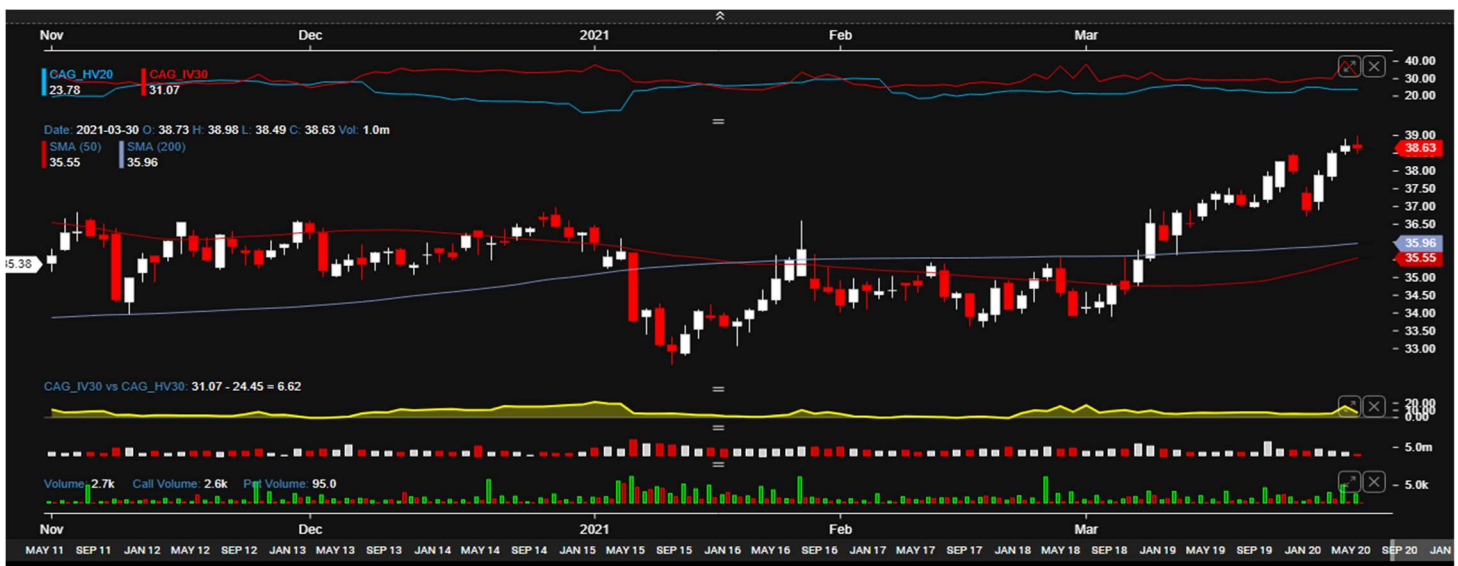 Nov Dec 2021 Feb Mar
CAG_HV20 CAG_IV30
23.78 31.07
40.00
30.00
20.00
Date: 2021-03-30 O: 38.73 H: 38.98 L: 38.49 C: 38.63 Vol: 1.0m
SMA (50) SMA (200)
35.55 35.96
39.00
38.63
38.00
37.50
37.00
36.50
35.96
35.55
35.00
34.50
34.00
33.50
33.00
5.38
CAG_IV30 vs CAG_HV30: 31.07 - 24.45 = 6.62
20.00
0.00
5.0m
Volume: 2.7k Call Volume: 2.6k Put Volume: 95.0
5.0k
Nov Dec 2021 Feb Mar
MAY 11 SEP 11 JAN 12 MAY 12 SEP 12 JAN 13 MAY 13 SEP 13 JAN 14 MAY 14 SEP 14 JAN 15 MAY 15 SEP 15 JAN 16 MAY 16 SEP 16 JAN 17 MAY 17 SEP 17 JAN 18 MAY 18 SEP 18 JAN 19 MAY 19 SEP 19 JAN 20 MAY 20 SEP 20 JAN